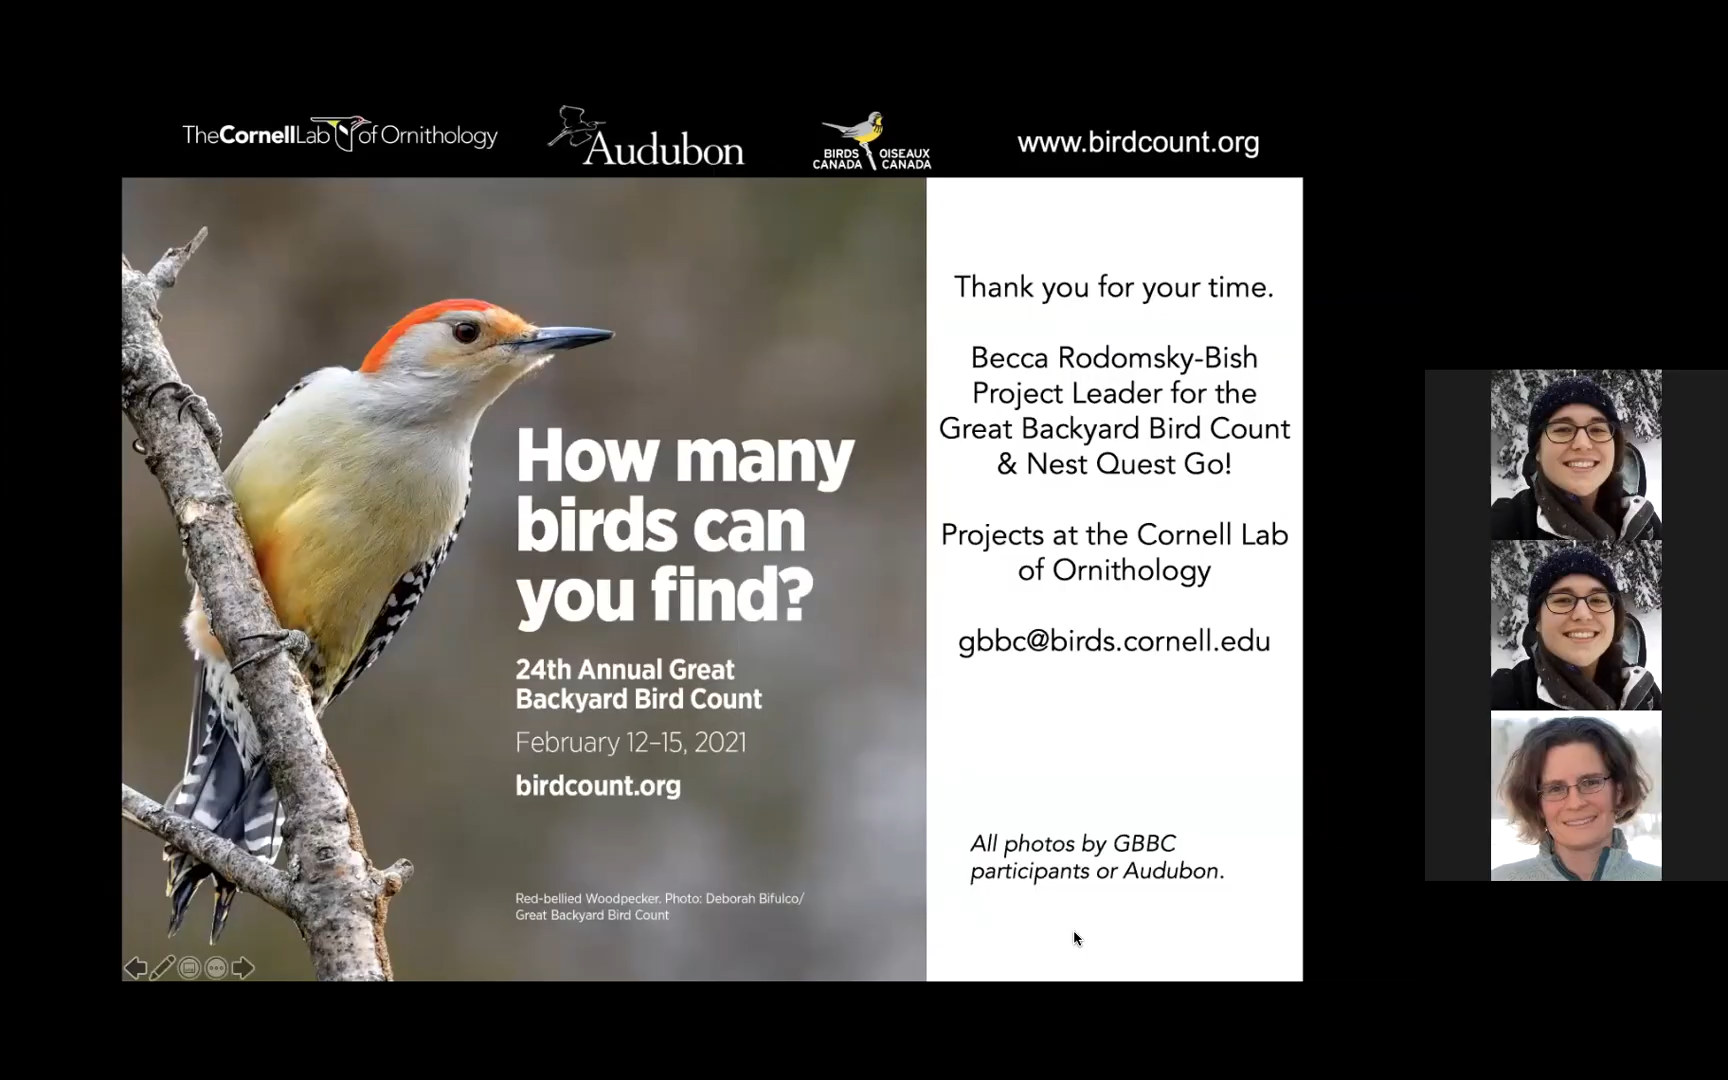 TheCornellLab of Ornithology
Audubon
BIRDS OISEAUX
CANADA CANADA
www.birdcount.org
How many
birds can
you find?
24th Annual Great
Backyard Bird Count
February 12–15, 2021
birdcount.org
Red-bellied Woodpecker. Photo: Deborah Bifulco/
Great Backyard Bird Count
Thank you for your time.
Becca Rodomsky-Bish
Project Leader for the
Great Backyard Bird Count
& Nest Quest Go!
Projects at the Cornell Lab
of Ornithology
gbbc@birds.cornell.edu
All photos by GBBC
participants or Audubon.